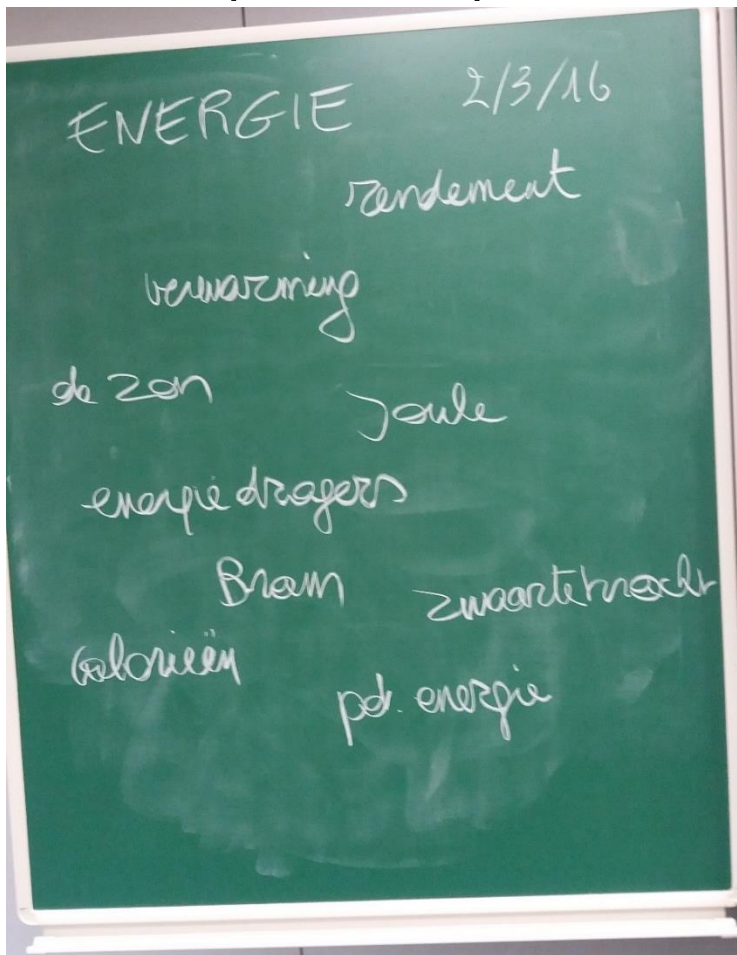 ENERGIE 2/3/16
rendement
verwarming
de zon
Joule
energiedragers
Bram
zwaartekracht
Calorieën
pot. energie